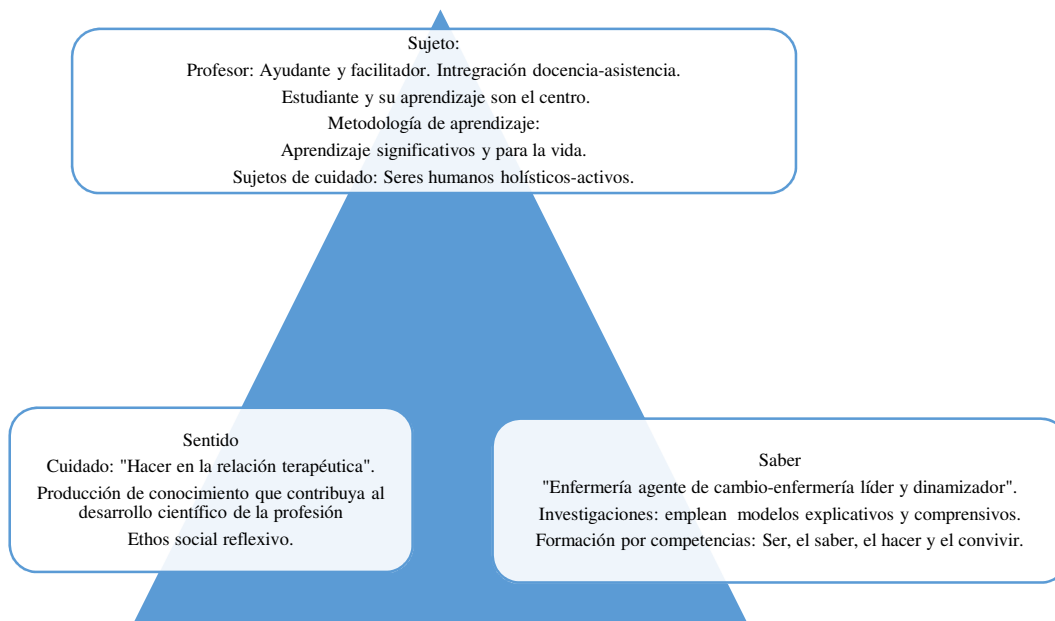 Sujeto:
Profesor: Ayudante y facilitador. Intregración docencia-asistencia.
Estudiante y su aprendizaje son el centro.
Metodología de aprendizaje:
Aprendizaje significativos y para la vida.
Sujetos de cuidado: Seres humanos holísticos-activos.
Sentido
Cuidado: "Hacer en la relación terapéutica".
Producción de conocimiento que contribuya al
desarrollo científico de la profesión
Ethos social reflexivo.
Saber
"Enfermería agente de cambio-enfermería líder y dinamizador".
Investigaciones: emplean modelos explicativos y comprensivos.
Formación por competencias: Ser, el saber, el hacer y el convivir.